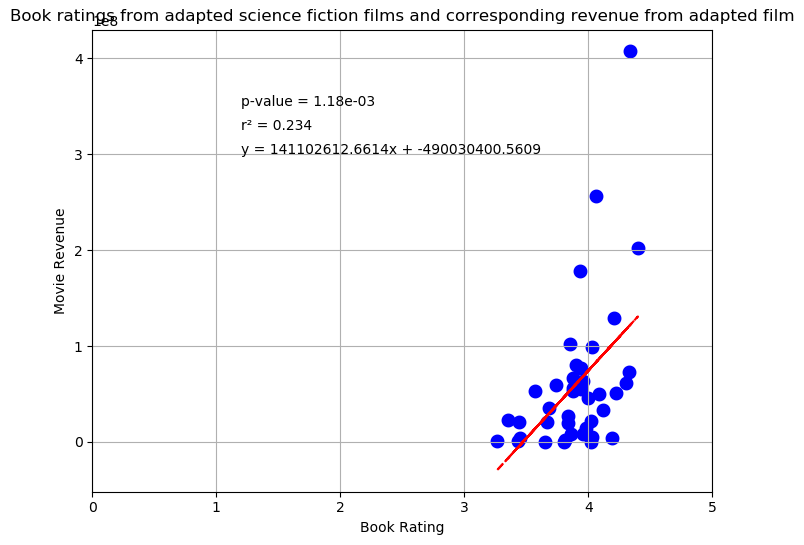 Book ratings from adapted science fiction films and corresponding revenue from adapted film
1e8
4
p-value = 1.18e-03
r² = 0.234
3
y = 141102612.6614x + -490030400.5609
Movie Revenue
2
1
0
0 1 2 3 4 5
Book Rating